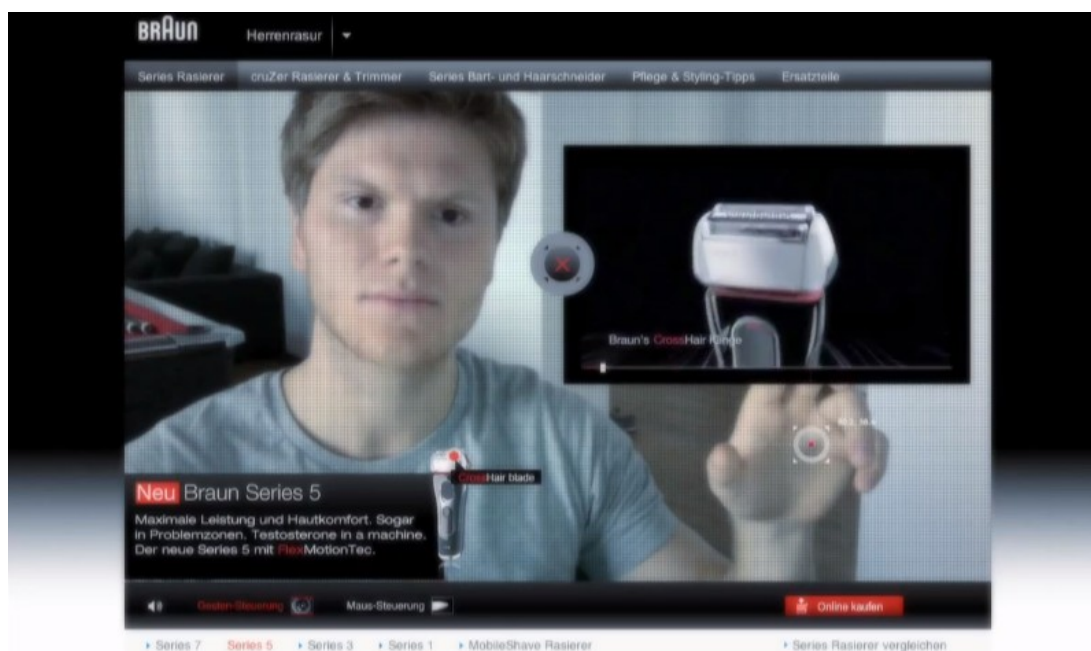 BRAUN
Herrenrasur
Series Rasierer
cruZer Rasierer & Trimmer
Series Bart- und Haarschneider
Pflege & Styling-Tipps
Ersatzteile
Braun's CrossHair Klinge
CrossHair blade
Neu Braun Series 5
Maximale Leistung und Hautkomfort. Sogar
in Problemzonen. Testosterone in a machine.
Der neue Series 5 mit FlexMotionTec.
Gesten-Steuerung
Maus-Steuerung
Online kaufen
Series 7
Series 5
Series 3
Series 1
MobileShave Rasierer
Series Rasierer vergleichen